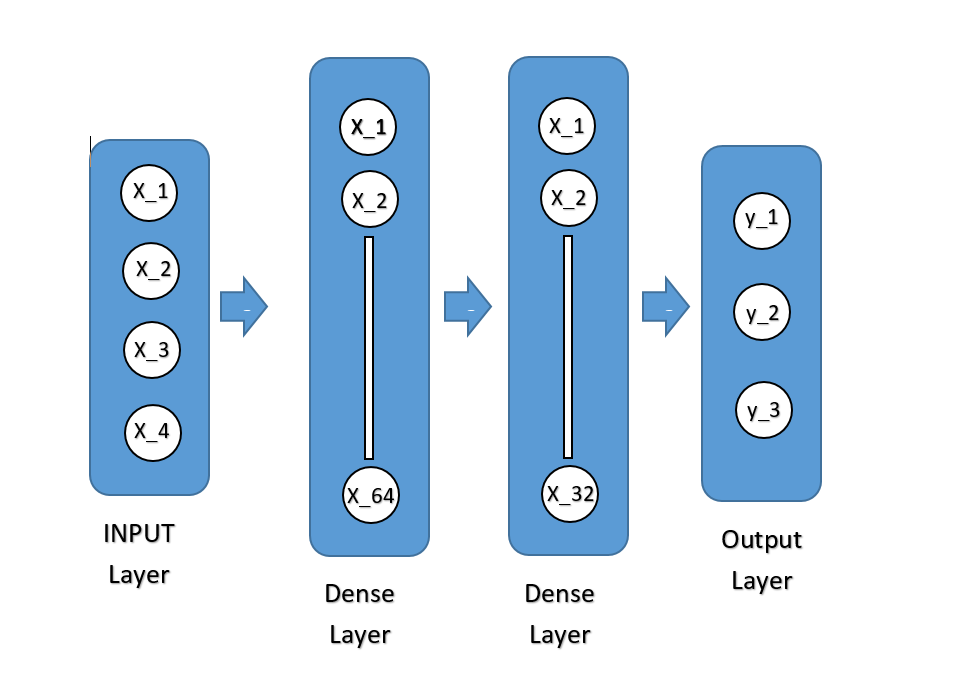 X_1
X_2
X_3
X_4
INPUT
Layer
X_1
X_2
X_64
Dense
Layer
X_1
X_2
X_32
Dense
Layer
y_1
y_2
y_3
Output
Layer